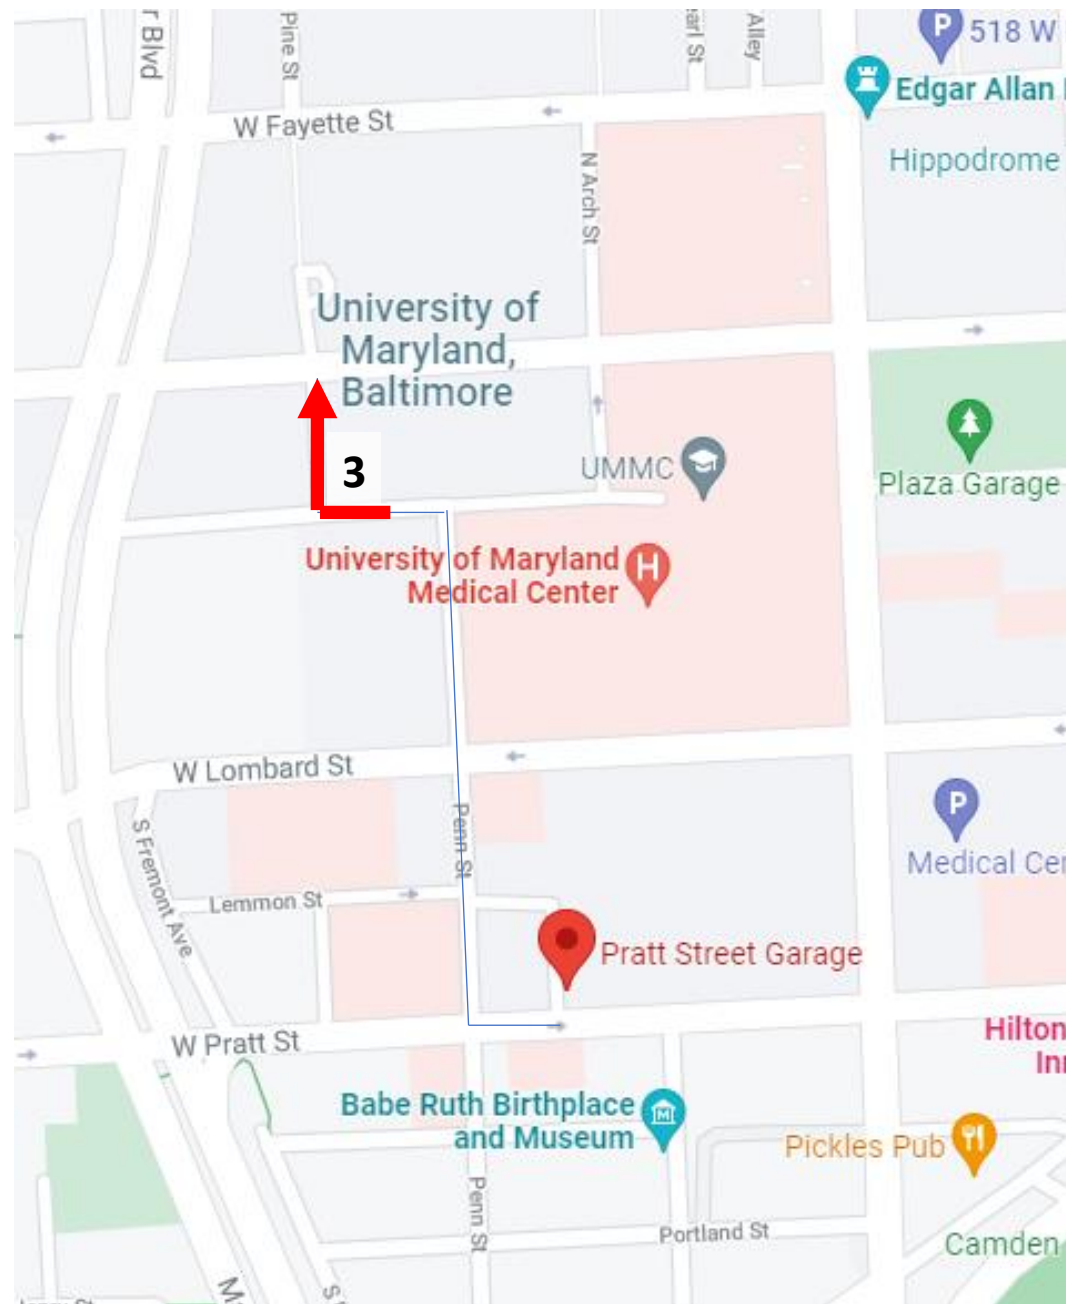 r Blvd
Pine St
earl St
Alley
518 W
Edgar Allan
W Fayette St
Hippodrome
N Arch St
University of
Maryland,
Baltimore
3
UMMC
Plaza Garage
University of Maryland
Medical Center
W Lombard St
S Fremont Ave
Penn St
Medical Cer
Lemmon St
Pratt Street Garage
W Pratt St
Hilton
Inn
Babe Ruth Birthplace
and Museum
Pickles Pub
Penn St
Portland St
Camden